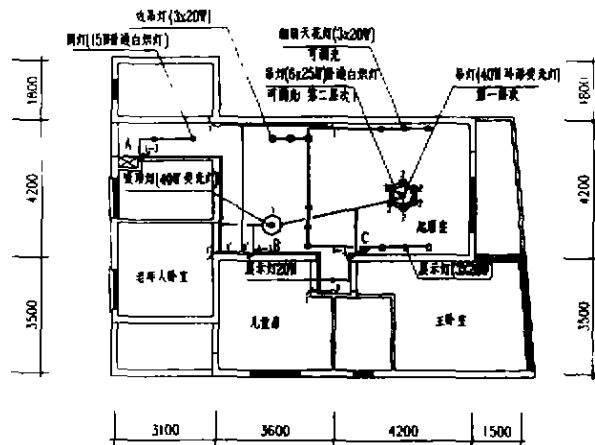 吹吊灯(3x20W)
筒灯(15W普通白炽灯)
天花灯(3x20W)
可调光
吊灯(6x25W普通白炽灯)
可调光(第二层次)
吊灯(40W环形荧光灯)
第一层次
1800
1800
A
吸顶灯(40W荧光灯)
4200
4200
B
C
起居室
展示灯20W
展示灯(3x20W)
老年人卧室
儿童房
主卧室
3500
3500
3100
3600
4200
1500